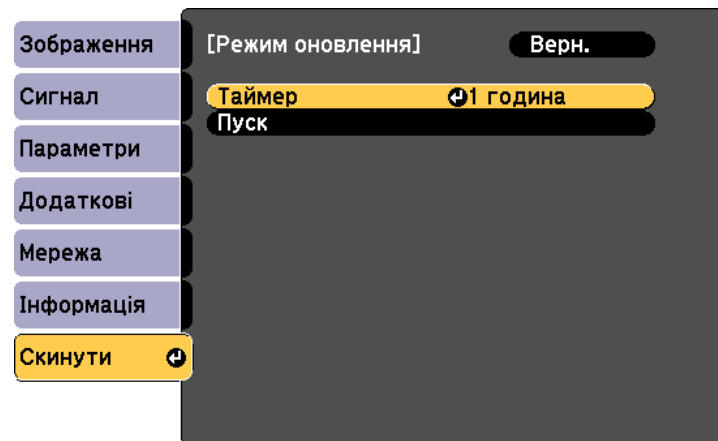 Зображення
Сигнал
Параметри
Додаткові
Мережа
Інформація
Скинути
[Режим оновлення] Верн.
Таймер 1 година
Пуск